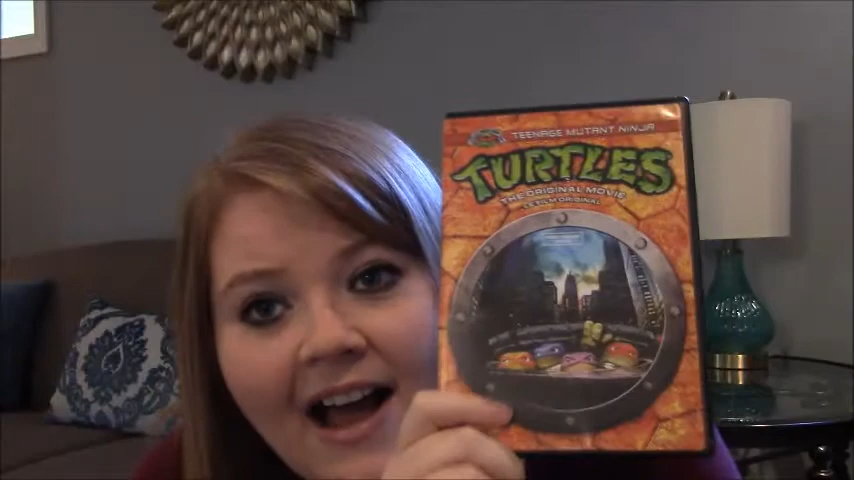 TEENAGE MUTANT NINJA
TURTLES
THE ORIGINAL MOVIE
LE FILM ORIGINAL